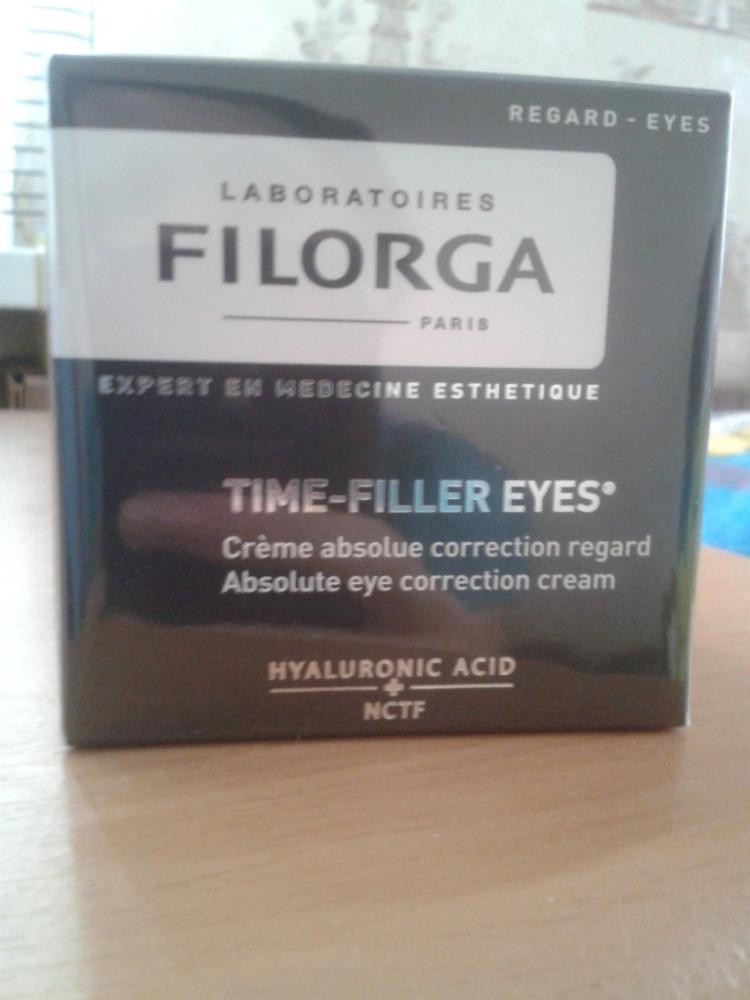 REGARD - EYES
LABORATOIRES
FILORGA
PARIS
EXPERT EN MEDECINE ESTHETIQUE
TIME-FILLER EYES®
Crème absolue correction regard
Absolute eye correction cream
HYALURONIC ACID
+
NCTF